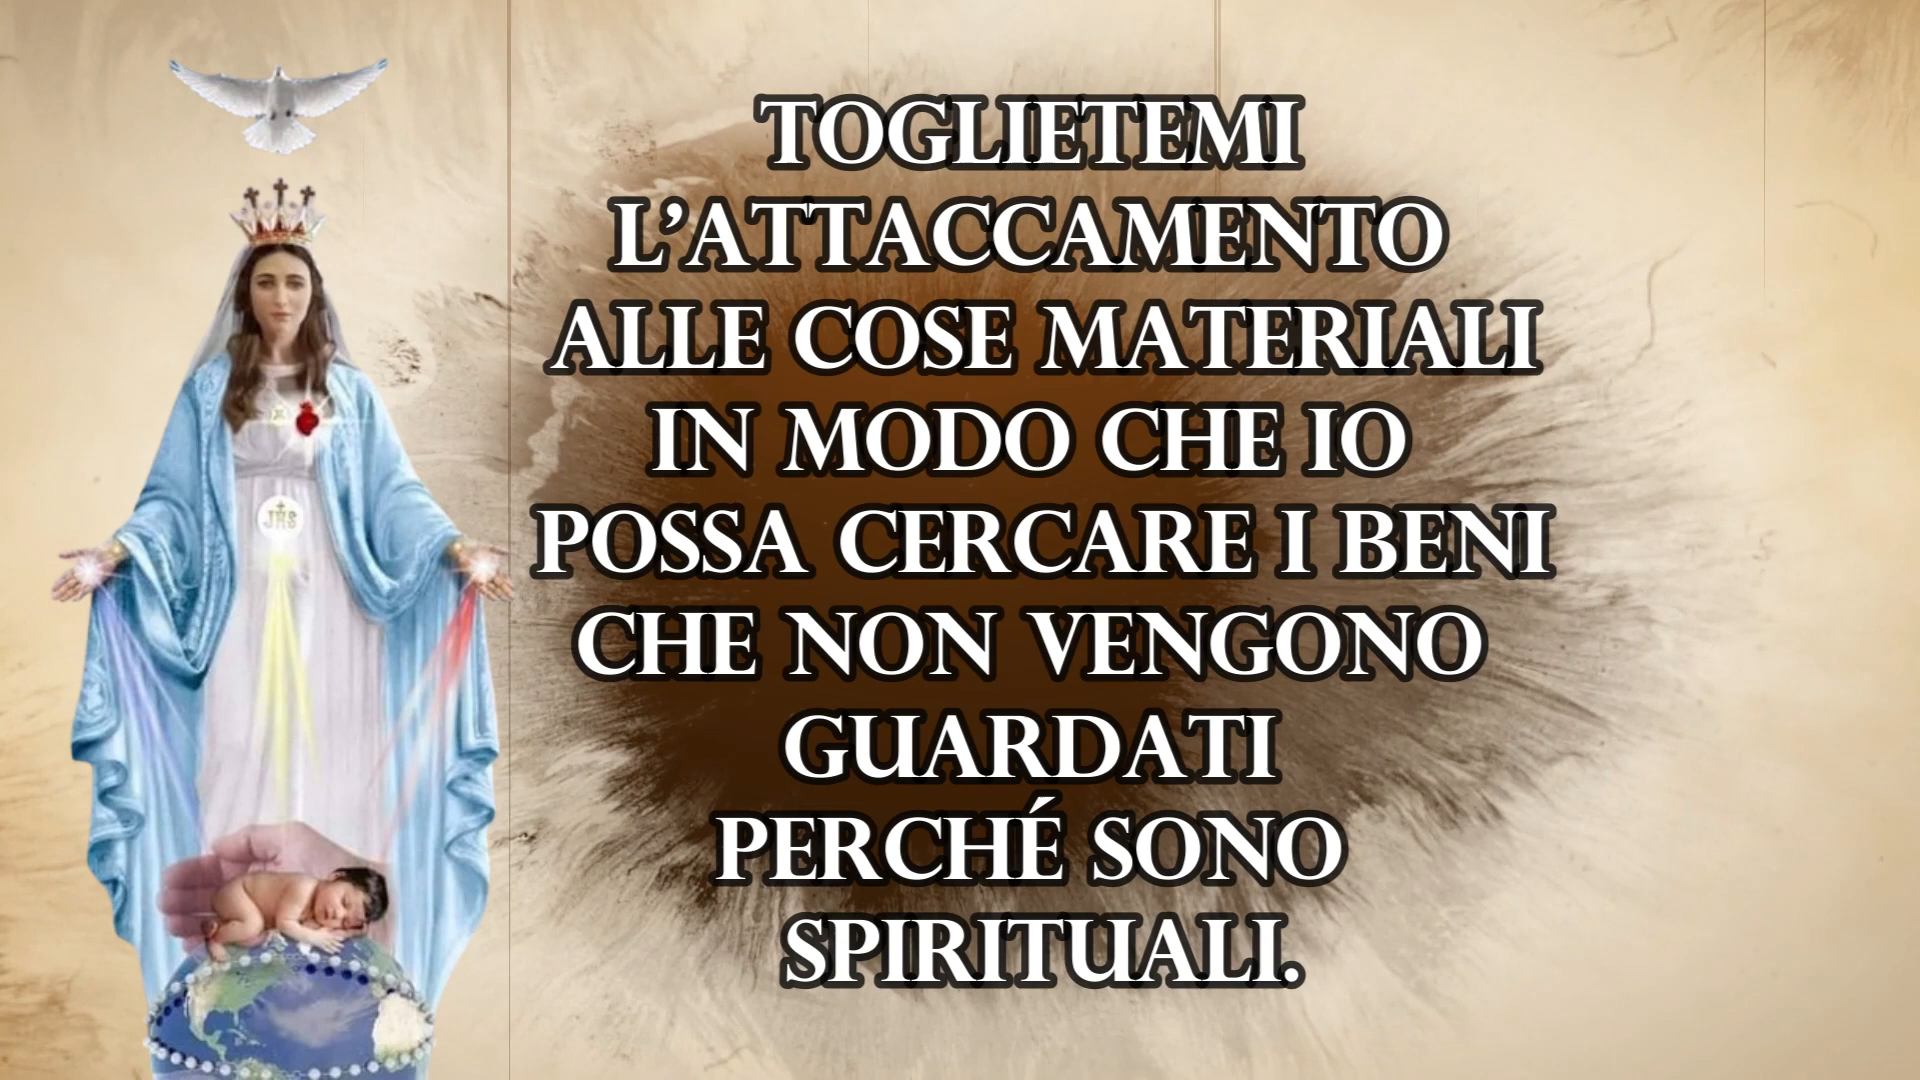 TOGLIETEMI
L’ATTACCAMENTO
ALLE COSE MATERIALI
IN MODO CHE IO
POSSA CERCARE I BENI
CHE NON VENGONO
GUARDATI
PERCHÉ SONO
SPIRITUALI.
JHS